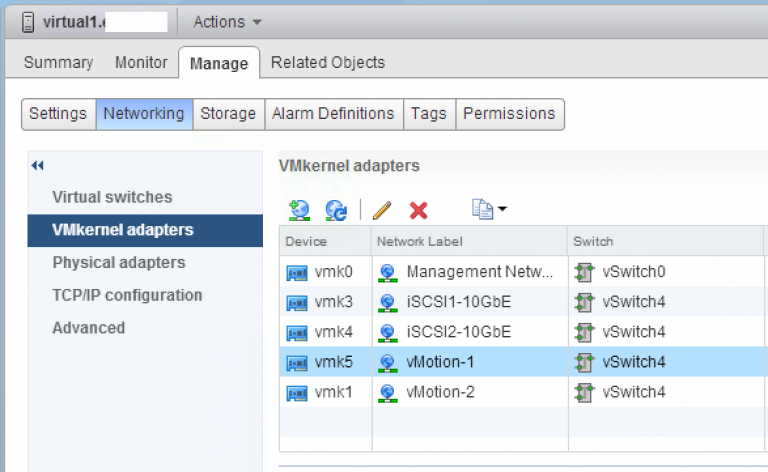 virtual1. Actions
Summary Monitor Manage Related Objects
Settings Networking Storage Alarm Definitions Tags Permissions
VMkernel adapters
Virtual switches
VMkernel adapters
Physical adapters
TCP/IP configuration
Advanced
Device Network Label Switch
vmk0 Management Netw... vSwitch0
vmk3 iSCSI1-10GbE vSwitch4
vmk4 iSCSI2-10GbE vSwitch4
vmk5 vMotion-1 vSwitch4
vmk1 vMotion-2 vSwitch4